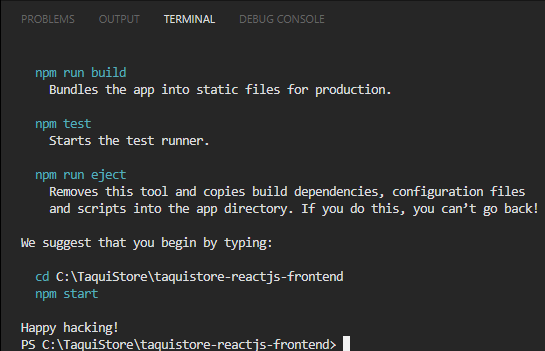 PROBLEMS OUTPUT TERMINAL DEBUG CONSOLE
npm run build
Bundles the app into static files for production.
npm test
Starts the test runner.
npm run eject
Removes this tool and copies build dependencies, configuration files
and scripts into the app directory. If you do this, you can’t go back!
We suggest that you begin by typing:
cd C:\TaquiStore\taquistore-reactjs-frontend
npm start
Happy hacking!
PS C:\TaquiStore\taquistore-reactjs-frontend>